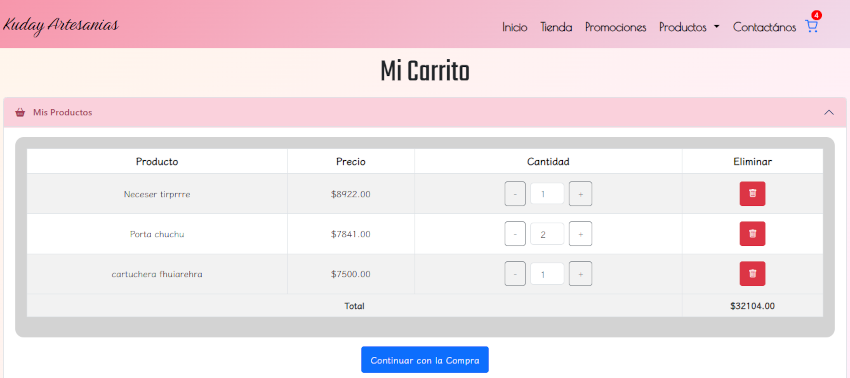 Kuday Artesanias
Inicio Tienda Promociones Productos Contactános 4
Mi Carrito
Mis Productos
Producto Precio Cantidad Eliminar
Neceser tirprrre $8922.00 - 1 +
Porta chuchu $7841.00 - 2 +
cartuchera fhuiarehra $7500.00 - 1 +
Total $32104.00
Continuar con la Compra